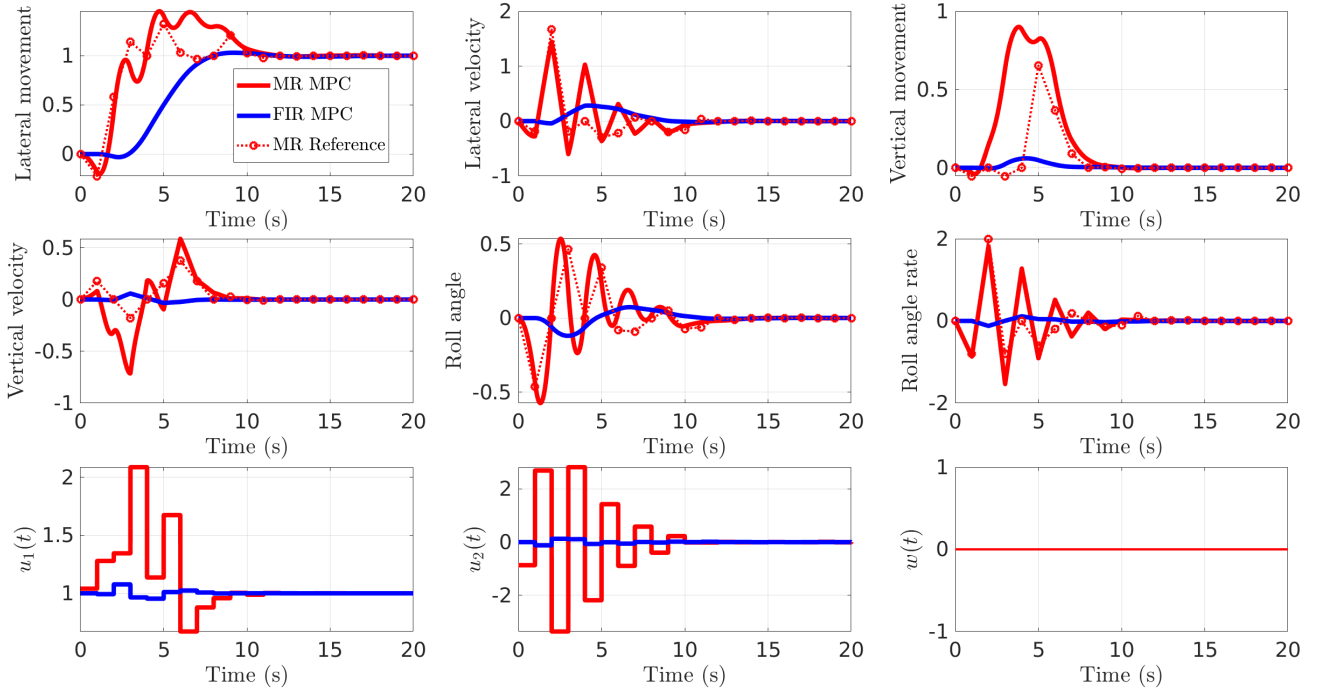 Lateral movement
1
0.5
0
0 5 10 15 20
Time (s)
MR MPC
FIR MPC
MR Reference
Lateral velocity
2
1
0
-1
0 5 10 15 20
Time (s)
Vertical movement
1
0.5
0
0 5 10 15 20
Time (s)
Vertical velocity
0.5
0
-0.5
-1
0 5 10 15 20
Time (s)
Roll angle
0.5
0
-0.5
0 5 10 15 20
Time (s)
Roll angle rate
2
0
-2
0 5 10 15 20
Time (s)
u₁(t)
2
1.5
1
0 5 10 15 20
Time (s)
u₂(t)
2
0
-2
0 5 10 15 20
Time (s)
w(t)
1
0
-1
0 5 10 15 20
Time (s)